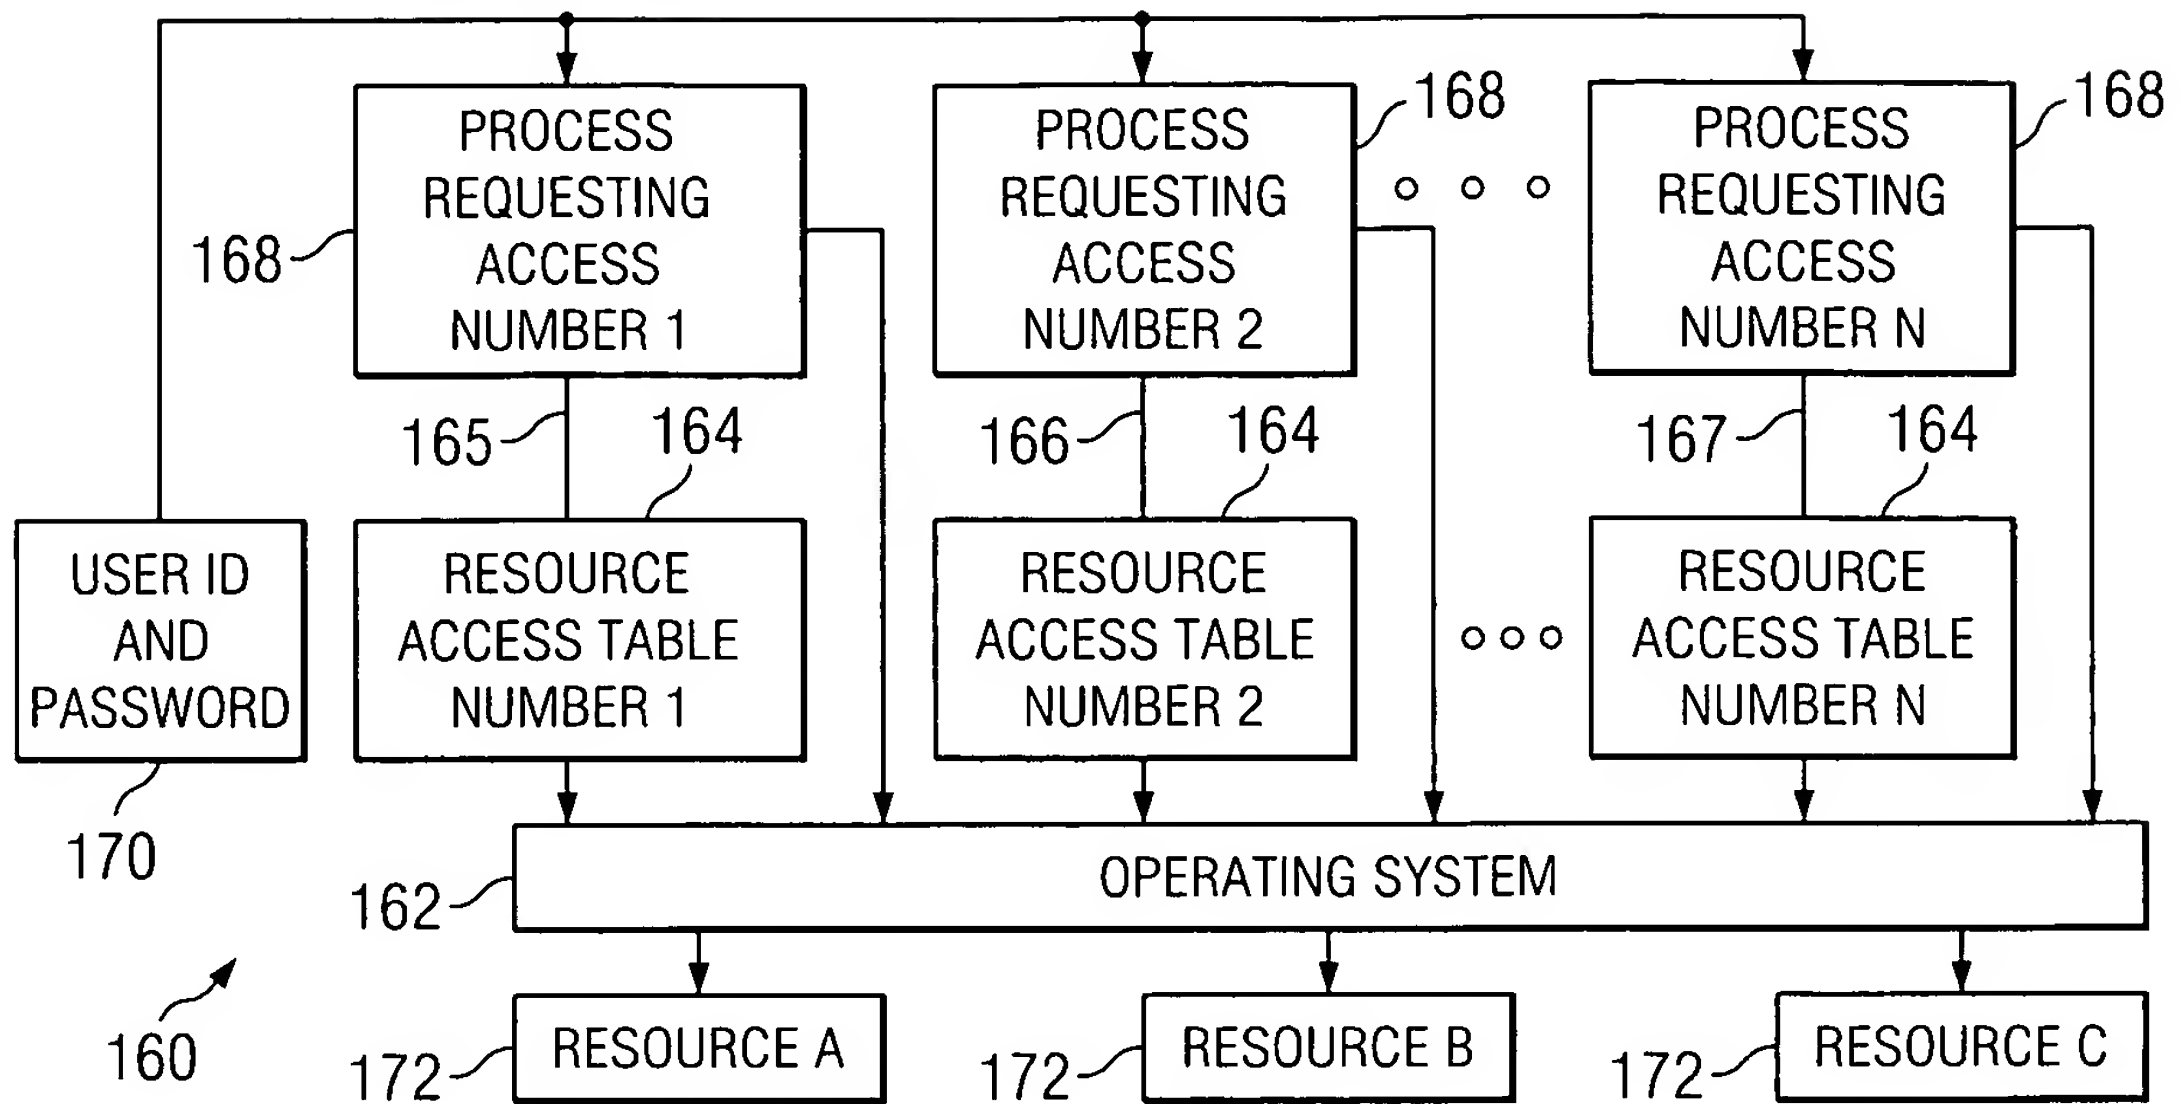 PROCESS
REQUESTING
ACCESS
NUMBER 1
168
PROCESS
REQUESTING
ACCESS
NUMBER 2
168
PROCESS
REQUESTING
ACCESS
NUMBER N
168
165
164
166
164
167
164
USER ID
AND
PASSWORD
170
RESOURCE
ACCESS TABLE
NUMBER 1
RESOURCE
ACCESS TABLE
NUMBER 2
RESOURCE
ACCESS TABLE
NUMBER N
162
OPERATING SYSTEM
160
172
RESOURCE A
172
RESOURCE B
172
RESOURCE C